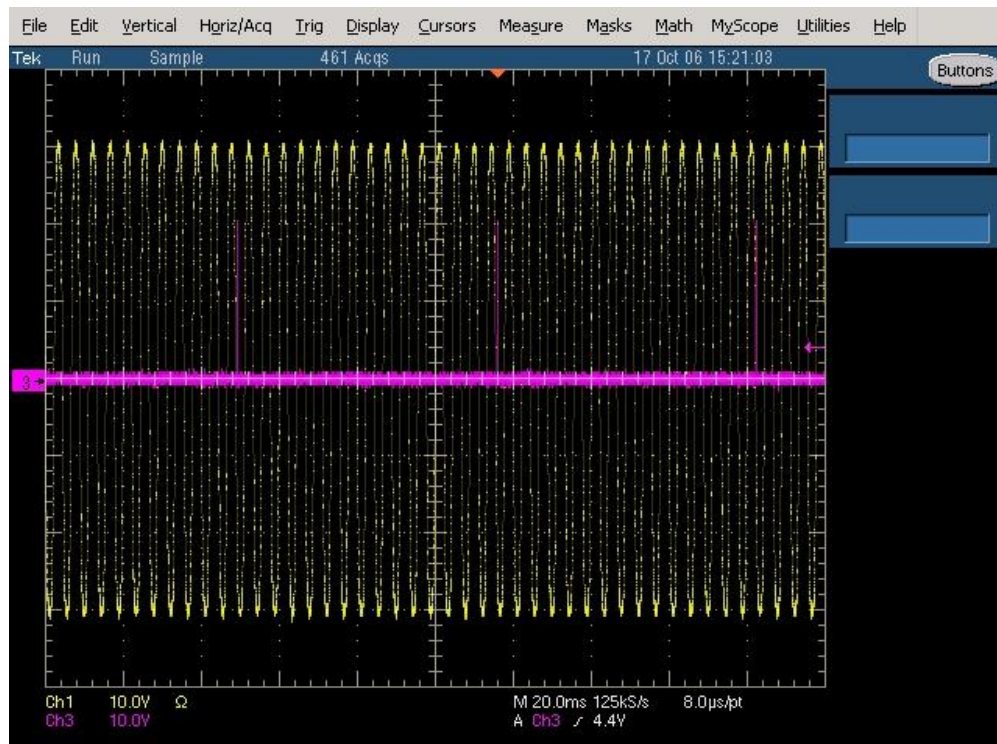 File Edit Vertical Horiz/Acq Trig Display Cursors Measure Masks Math MyScope Utilities Help
Tek Run Sample 461 Acqs 17 Oct 06 15:21:03
Buttons
3
Ch1 10.0V Ω M 20.0ms 125kS/s 8.0µs/pt
Ch3 10.0V A Ch3 ∕ 4.4V